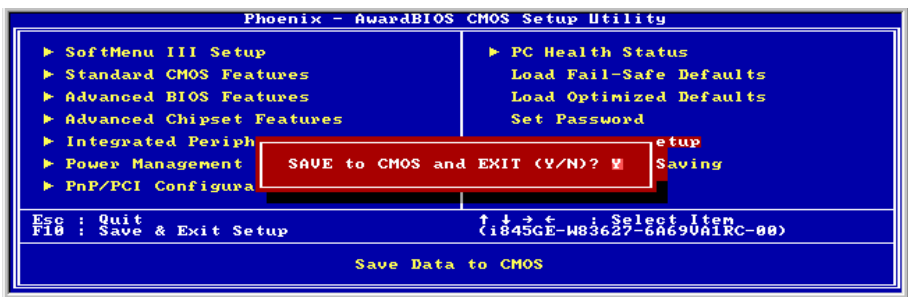 Phoenix - AwardBIOS CMOS Setup Utility
SoftMenu III Setup
Standard CMOS Features
Advanced BIOS Features
Advanced Chipset Features
Integrated Periph
Power Management
PnP/PCI Configura
PC Health Status
Load Fail-Safe Defaults
Load Optimized Defaults
Set Password
etup
Saving
SAVE to CMOS and EXIT (Y/N)? Y
Esc : Quit
F10 : Save & Exit Setup
↑ ↓ → ← : Select Item
(i845GE-W83627-6A69VA1RC-00)
Save Data to CMOS